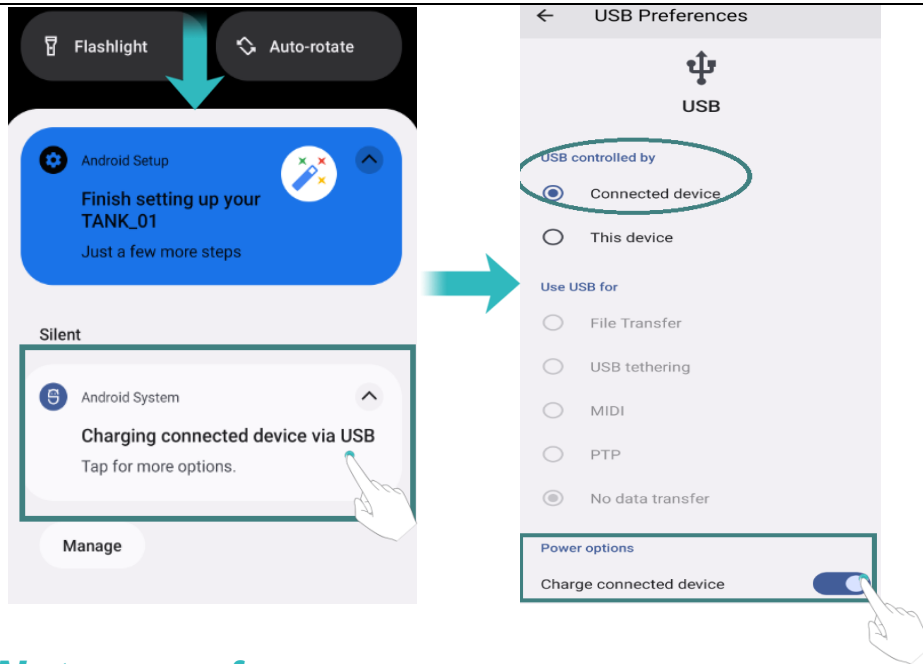 Flashlight
Auto-rotate
Android Setup
Finish setting up your
TANK_01
Just a few more steps
Silent
Android System
Charging connected device via USB
Tap for more options.
Manage
USB Preferences
USB
USB controlled by
Connected device
This device
Use USB for
File Transfer
USB tethering
MIDI
PTP
No data transfer
Power options
Charge connected device